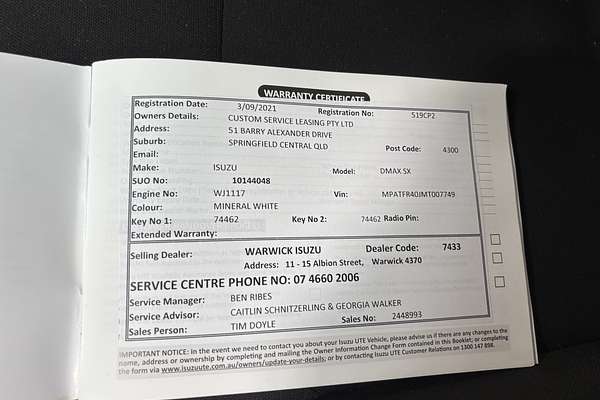 WARRANTY CERTIFICATE
Registration Date: 3/09/2021 Registration No: 519CP2
Owners Details: CUSTOM SERVICE LEASING PTY LTD
Address: 51 BARRY ALEXANDER DRIVE
Suburb: SPRINGFIELD CENTRAL QLD Post Code: 4300
Email:
Make: ISUZU Model: DMAX SX
SUO No: 10144048
Engine No: WJ1117 Vin: MPATFR40JMT007749
Colour: MINERAL WHITE
Key No 1: 74462 Key No 2: 74462 Radio Pin:
Extended Warranty:
Selling Dealer: WARWICK ISUZU Dealer Code: 7433
Address: 11 - 15 Albion Street, Warwick 4370
SERVICE CENTRE PHONE NO: 07 4660 2006
Service Manager: BEN RIBES
Service Advisor: CAITLIN SCHNITZERLING & GEORGIA WALKER
Sales Person: TIM DOYLE Sales No: 2448993
IMPORTANT NOTICE: In the event we need to contact you about your Isuzu UTE Vehicle, please advise us if there are any changes to the
name, address or ownership by completing and mailing the Owner Information Change Form contained in this Booklet; or completing
the form via www.isuzuute.com.au/owners/update-your-details; or by contacting Isuzu UTE Customer Relations on 1300 147 898.